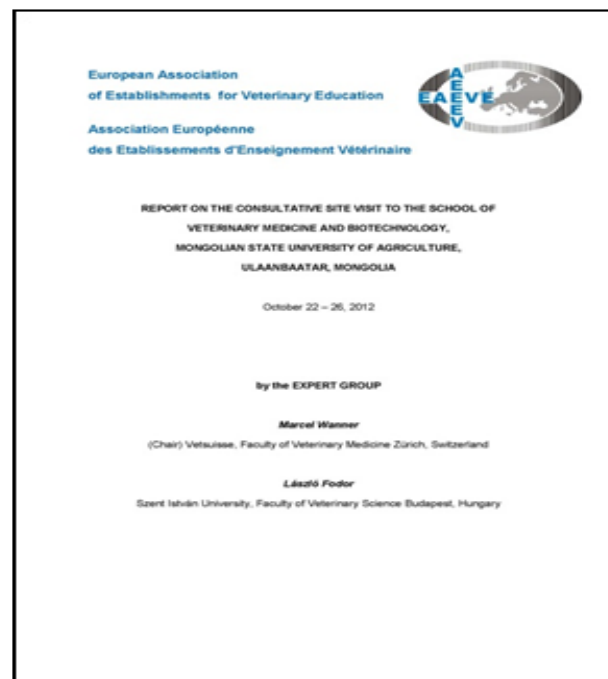 European Association
of Establishments for Veterinary Education
Association Européenne
des Etablissements d'Enseignement Vétérinaire
EAEVE
AEEEV
REPORT ON THE CONSULTATIVE SITE VISIT TO THE SCHOOL OF
VETERINARY MEDICINE AND BIOTECHNOLOGY,
MONGOLIAN STATE UNIVERSITY OF AGRICULTURE,
ULAANBAATAR, MONGOLIA
October 22 – 26, 2012
by the EXPERT GROUP
Marcel Wanner
(Chair) Vetsuisse, Faculty of Veterinary Medicine Zürich, Switzerland
László Fodor
Szent István University, Faculty of Veterinary Science Budapest, Hungary